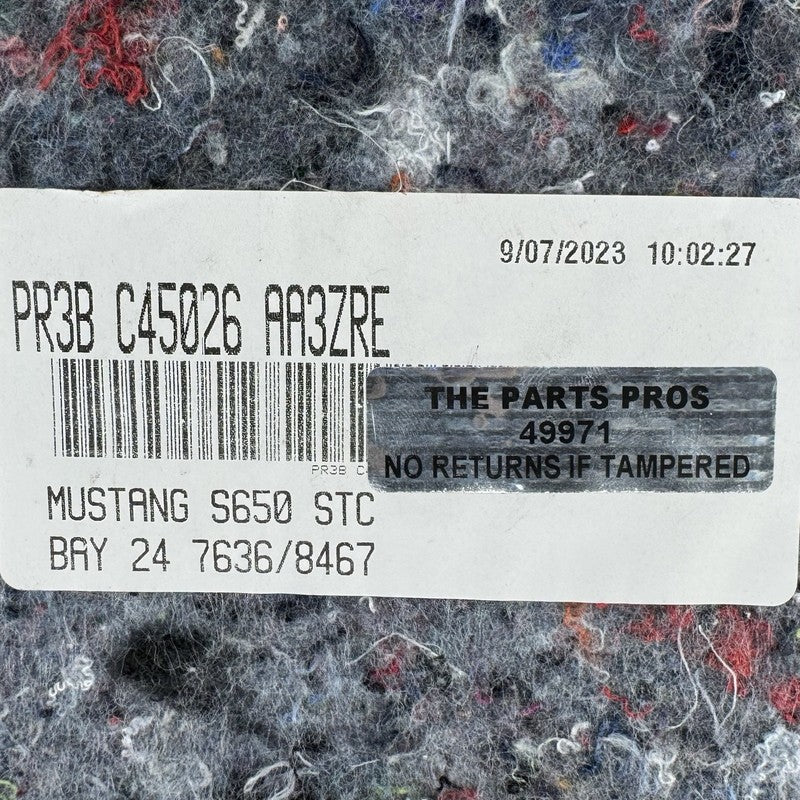 9/07/2023 10:02:27
PR3B C45026 AA3ZRE
THE PARTS PROS
49971
NO RETURNS IF TAMPERED
PR3B C
MUSTANG S650 STC
BAY 24 7636/8467